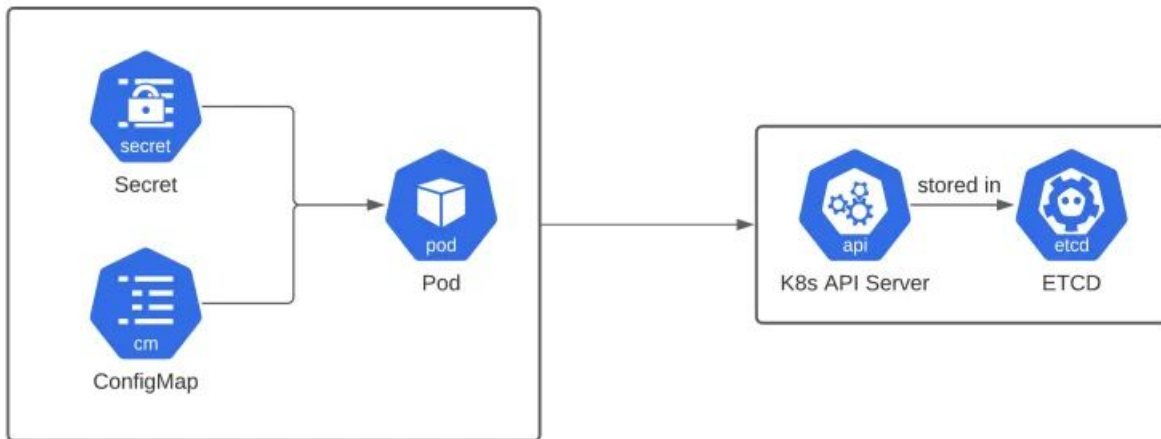 secret
Secret
cm
ConfigMap
pod
Pod
api
K8s API Server
stored in
etcd
ETCD